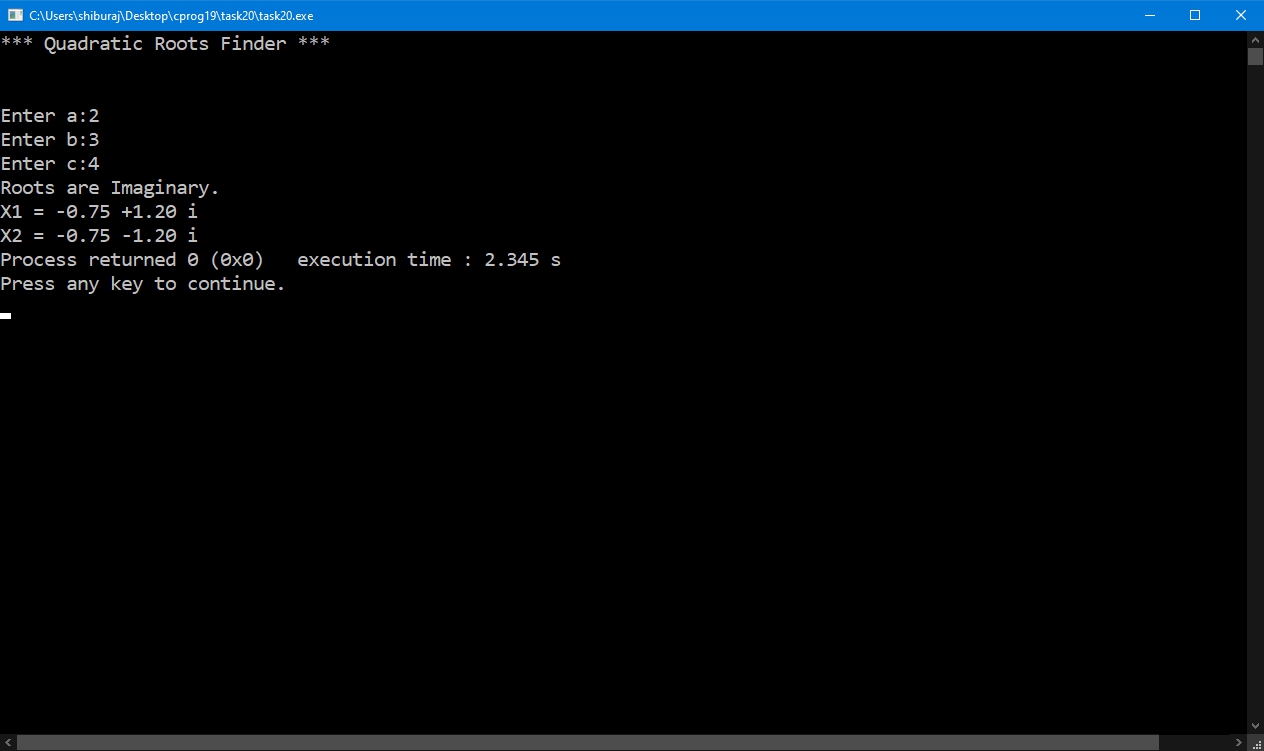 C:\Users\shiburaj\Desktop\cprog19\task20\task20.exe
*** Quadratic Roots Finder ***
Enter a:2
Enter b:3
Enter c:4
Roots are Imaginary.
X1 = -0.75 +1.20 i
X2 = -0.75 -1.20 i
Process returned 0 (0x0)   execution time : 2.345 s
Press any key to continue.